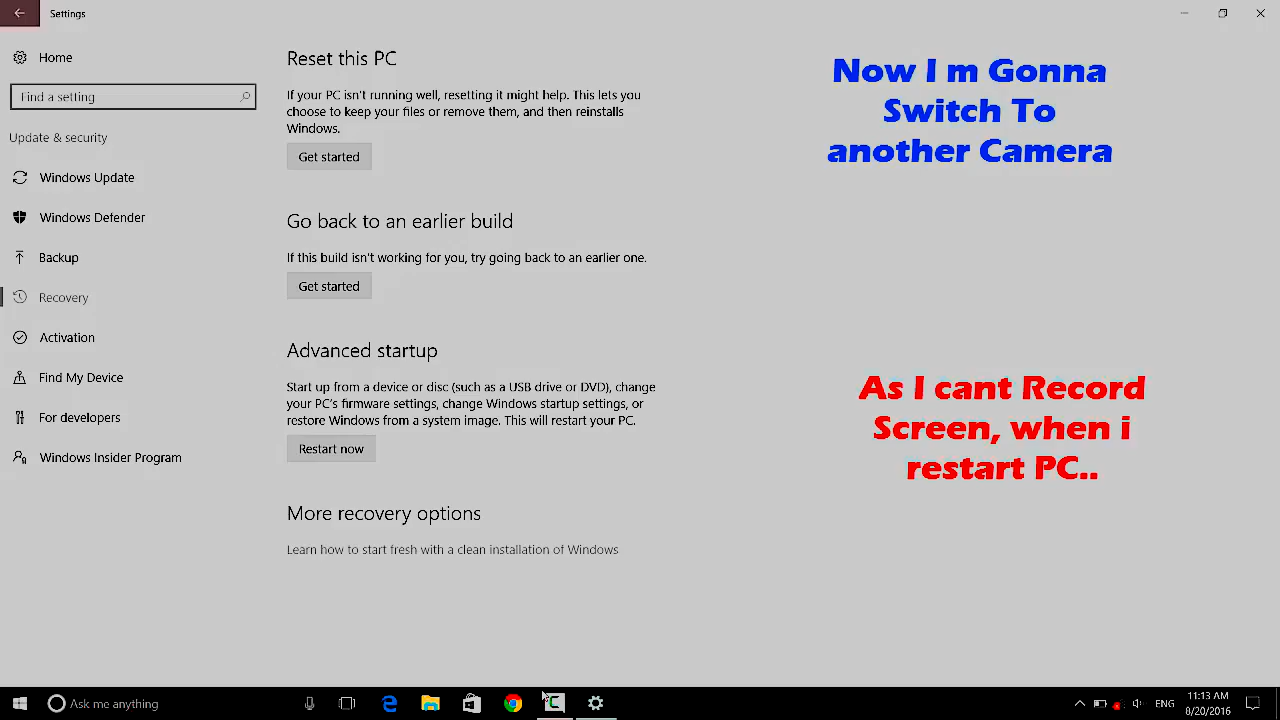 Settings
Home
Find a setting
Update & security
Windows Update
Windows Defender
Backup
Recovery
Activation
Find My Device
For developers
Windows Insider Program
Reset this PC
If your PC isn't running well, resetting it might help. This lets you
choose to keep your files or remove them, and then reinstalls
Windows.
Get started
Go back to an earlier build
If this build isn't working for you, try going back to an earlier one.
Get started
Advanced startup
Start up from a device or disc (such as a USB drive or DVD), change
your PC's firmware settings, change Windows startup settings, or
restore Windows from a system image. This will restart your PC.
Restart now
More recovery options
Learn how to start fresh with a clean installation of Windows
Now I m Gonna
Switch To
another Camera
As I cant Record
Screen, when i
restart PC..
Ask me anything
ENG
11:13 AM
8/20/2016